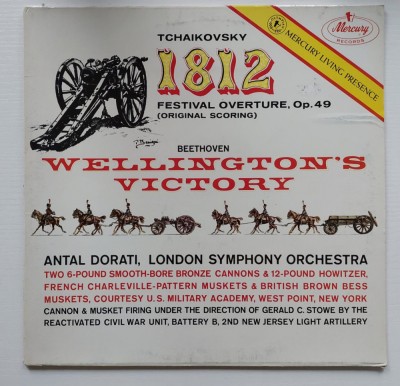 TCHAIKOVSKY
1812
FESTIVAL OVERTURE, Op. 49
(ORIGINAL SCORING)
MERCURY LIVING PRESENCE
Mercury
RECORDS
BEETHOVEN
WELLINGTON'S
VICTORY
ANTAL DORATI, LONDON SYMPHONY ORCHESTRA
TWO 6-POUND SMOOTH-BORE BRONZE CANNONS & 12-POUND HOWITZER,
FRENCH CHARLEVILLE-PATTERN MUSKETS & BRITISH BROWN BESS
MUSKETS, COURTESY U.S. MILITARY ACADEMY, WEST POINT, NEW YORK
CANNON & MUSKET FIRING UNDER THE DIRECTION OF GERALD C. STOWE BY THE
REACTIVATED CIVIL WAR UNIT, BATTERY B, 2ND NEW JERSEY LIGHT ARTILLERY